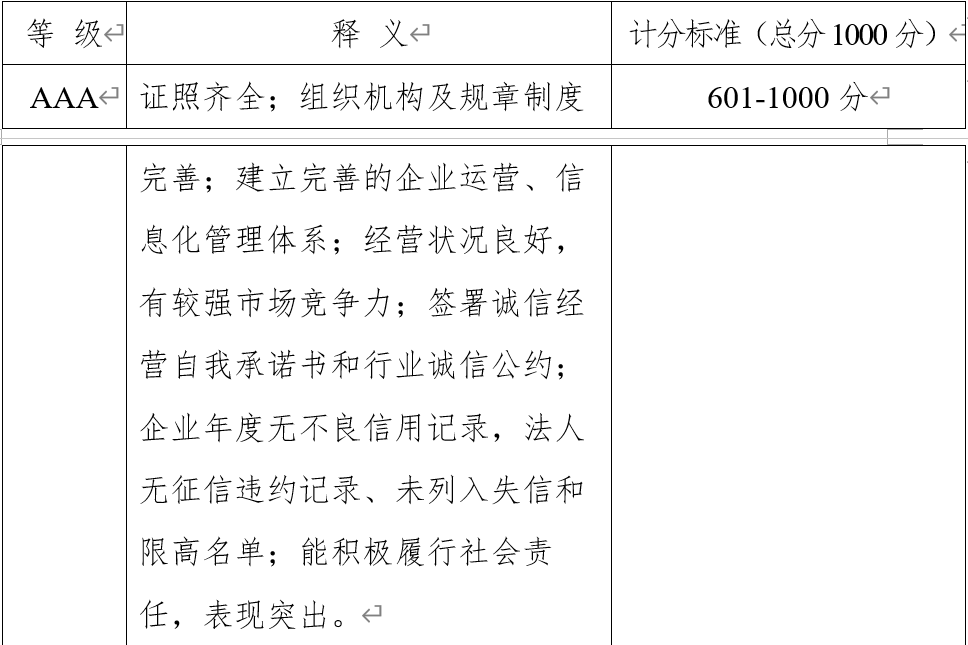 等 级 释 义 计分标准（总分 1000 分）
AAA 证照齐全；组织机构及规章制度 601-1000 分
完善；建立完善的企业运营、信
息化管理体系；经营状况良好，
有较强市场竞争力；签署诚信经
营自我承诺书和行业诚信公约；
企业年度无不良信用记录，法人
无征信违约记录、未列入失信和
限高名单；能积极履行社会责
任，表现突出。